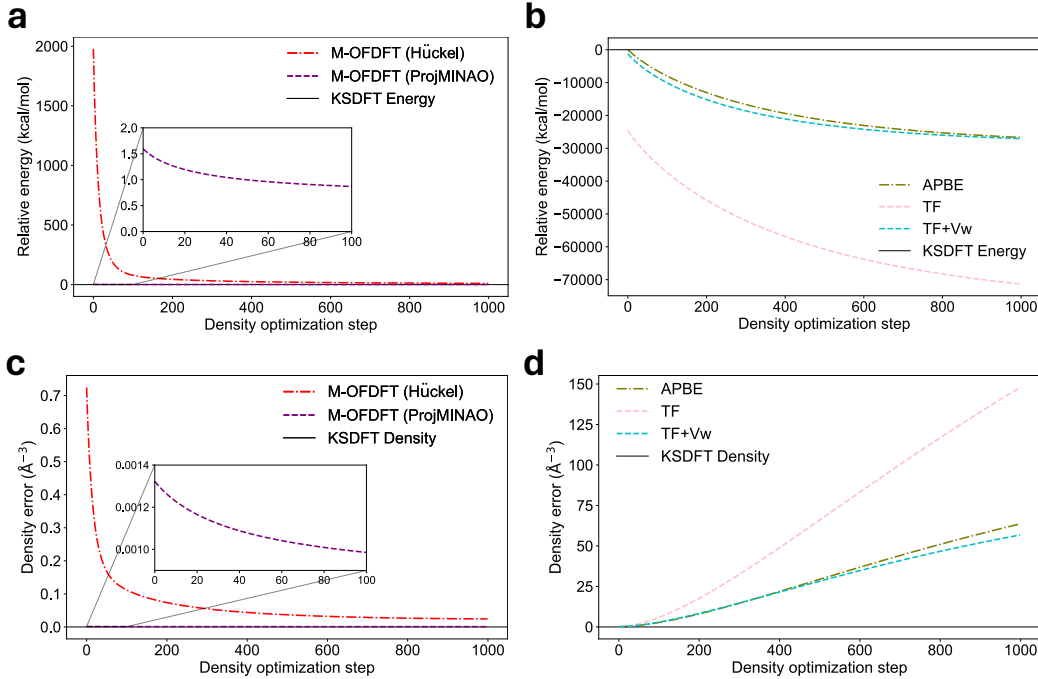 a
Relative energy (kcal/mol)
2000
1500
1000
500
0
M-OFDFT (Hückel)
M-OFDFT (ProjMINAO)
KSDFT Energy
2.0
1.5
1.0
0.5
0.0
0 20 40 60 80 100
0 200 400 600 800 1000
Density optimization step
b
Relative energy (kcal/mol)
0
−10000
−20000
−30000
−40000
−50000
−60000
−70000
APBE
TF
TF+Vw
KSDFT Energy
0 200 400 600 800 1000
Density optimization step
c
Density error (Å⁻³)
0.7
0.6
0.5
0.4
0.3
0.2
0.1
0.0
M-OFDFT (Hückel)
M-OFDFT (ProjMINAO)
KSDFT Density
0.0014
0.0012
0.0010
0 20 40 60 80 100
0 200 400 600 800 1000
Density optimization step
d
Density error (Å⁻³)
150
125
100
75
50
25
0
APBE
TF
TF+Vw
KSDFT Density
0 200 400 600 800 1000
Density optimization step